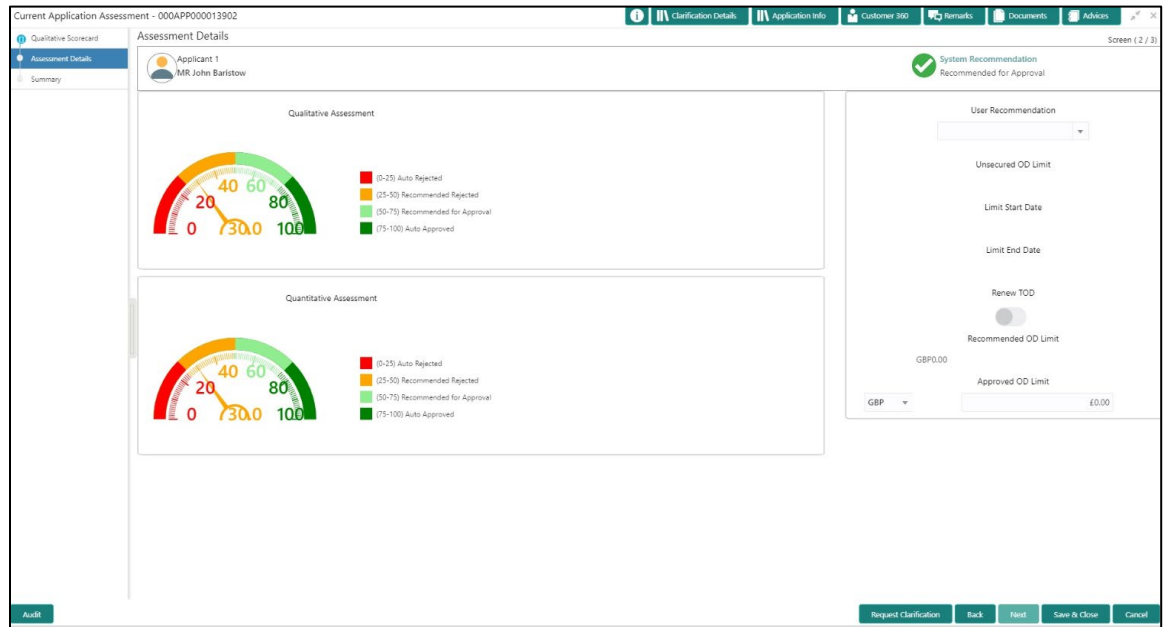 Current Application Assessment - 000APP000013902
Clarification Details
Application Info
Customer 360
Remarks
Documents
Advices
Qualitative Scorecard
Assessment Details
Summary
Assessment Details
Screen ( 2 / 3)
Applicant 1
MR John Baristow
System Recommendation
Recommended for Approval
Qualitative Assessment
0 20 40 60 80 100
30.0
(0-25) Auto Rejected
(25-50) Recommended Rejected
(50-75) Recommended for Approval
(75-100) Auto Approved
Quantitative Assessment
0 20 40 60 80 100
30.0
(0-25) Auto Rejected
(25-50) Recommended Rejected
(50-75) Recommended for Approval
(75-100) Auto Approved
User Recommendation
Unsecured OD Limit
Limit Start Date
Limit End Date
Renew TOD
Recommended OD Limit
GBP0.00
Approved OD Limit
GBP
£0.00
Audit
Request Clarification
Back
Next
Save & Close
Cancel